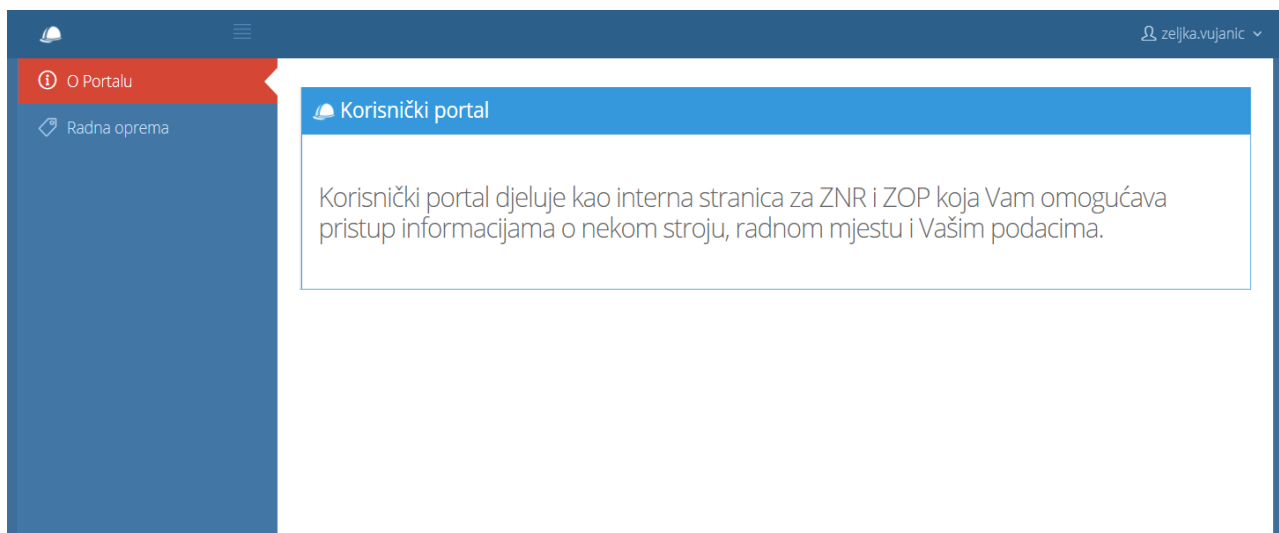 zeljka.vujanic
O Portalu
Radna oprema
Korisnički portal
Korisnički portal djeluje kao interna stranica za ZNR i ZOP koja Vam omogućava
pristup informacijama o nekom stroju, radnom mjestu i Vašim podacima.